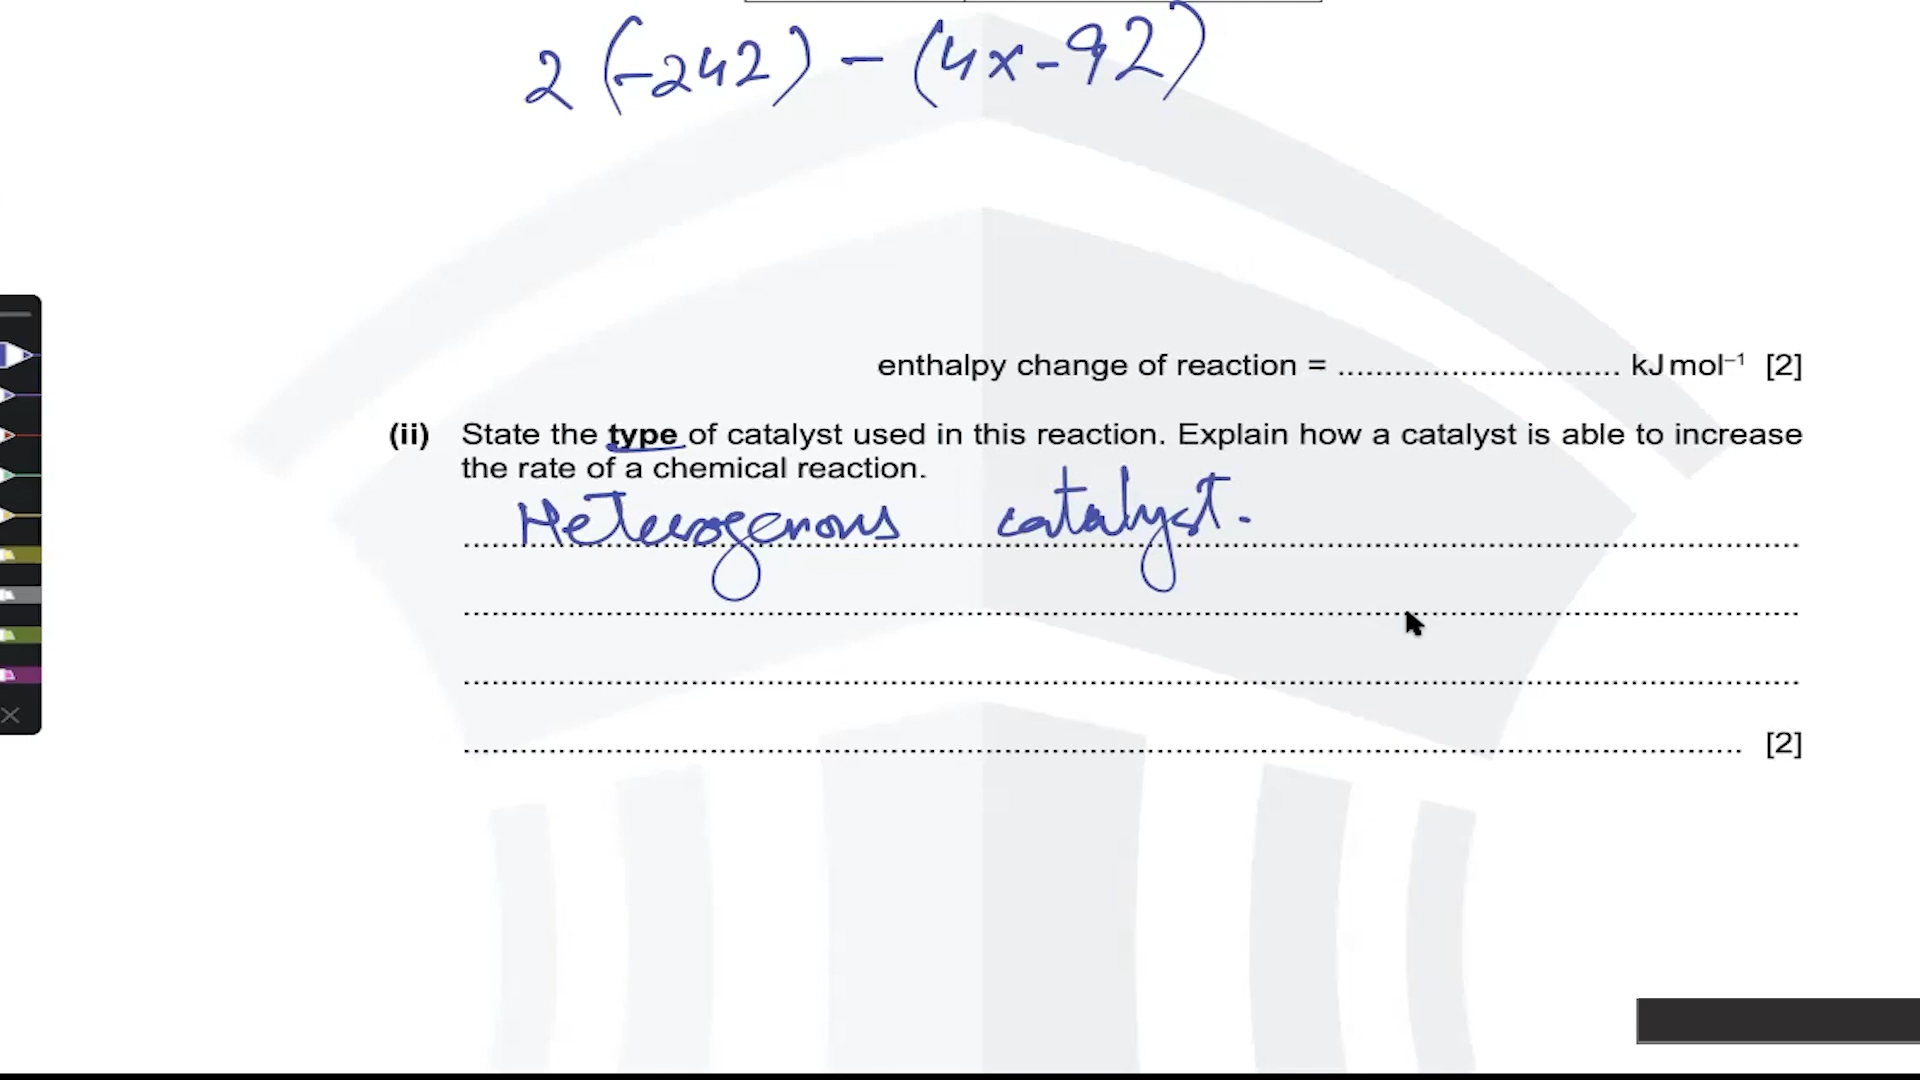 2 (-242) - (4x-92)
enthalpy change of reaction = .............................. kJ mol⁻¹ [2]
(ii) State the type of catalyst used in this reaction. Explain how a catalyst is able to increase
the rate of a chemical reaction.
Heterogenous catalyst.
[2]